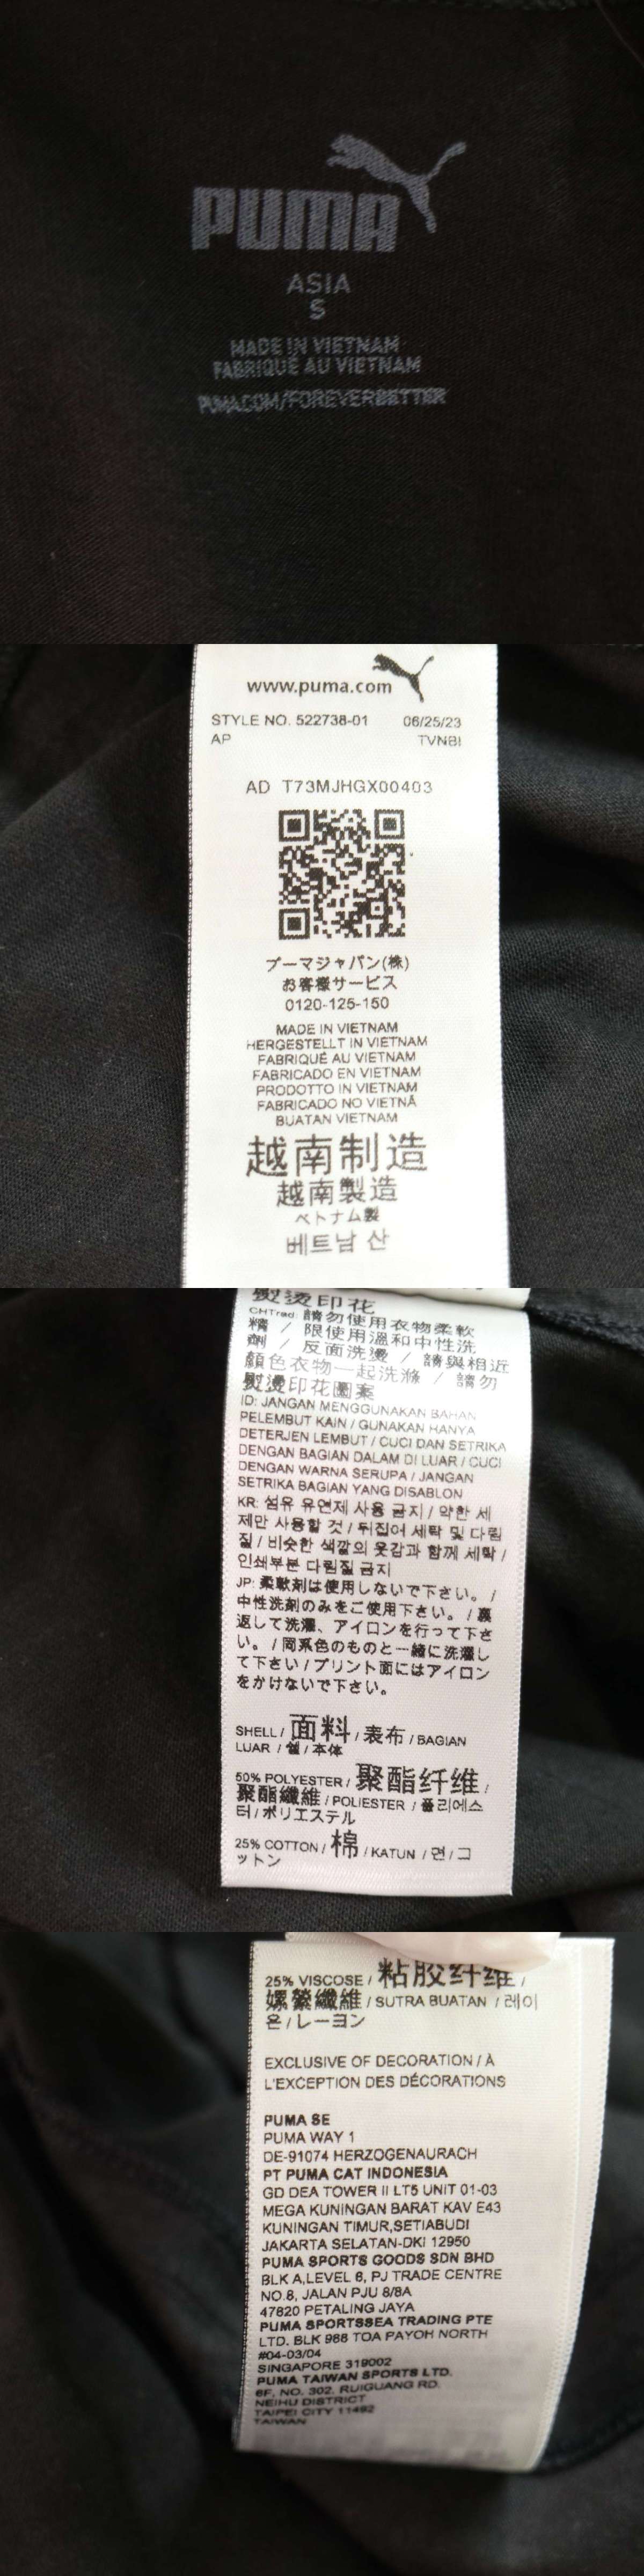 PUMA
ASIA
S
MADE IN VIETNAM
FABRIQUÉ AU VIETNAM
PUMA.COM/FOREVERBETTER
www.puma.com
STYLE NO. 522738-01 06/25/23
AP TVNBI
AD T73MJHGX00403
プーマジャパン(株)
お客様サービス
0120-125-150
MADE IN VIETNAM
HERGESTELLT IN VIETNAM
FABRIQUÉ AU VIETNAM
FABRICADO EN VIETNAM
PRODOTTO IN VIETNAM
FABRICADO NO VIETNÃ
BUATAN VIETNAM
越南制造
越南製造
ベトナム製
베트남 산
熨烫印花
CHTrad: 請勿使用衣物柔軟
精 / 限使用溫和中性洗
劑 / 反面洗燙 / 請與相近
顏色衣物一起洗滌 / 請勿
熨燙印花圖案
ID: JANGAN MENGGUNAKAN BAHAN
PELEMBUT KAIN / GUNAKAN HANYA
DETERJEN LEMBUT / CUCI DAN SETRIKA
DENGAN BAGIAN DALAM DI LUAR / CUCI
DENGAN WARNA SERUPA / JANGAN
SETRIKA BAGIAN YANG DISABLON
KR: 섬유 유연제 사용 금지 / 약한 세
제만 사용할 것 / 뒤집어 세탁 및 다림
질 / 비슷한 색깔의 옷감과 함께 세탁 /
인쇄부분 다림질 금지
JP: 柔軟剤は使用しないで下さい。 /
中性洗剤のみをご使用下さい。 / 裏
返して洗濯、アイロンを行って下さ
い。 / 同系色のものと一緒に洗濯し
て下さい / プリント面にはアイロン
をかけないで下さい。
SHELL / 面料 / 表布 / BAGIAN
LUAR / 쉘 / 本体
50% POLYESTER / 聚酯纤维 /
聚酯纖維 / POLIESTER / 폴리에스
터 / ポリエステル
25% COTTON / 棉 / KATUN / 면 / コ
ットン
25% VISCOSE / 粘胶纤维 /
嫘縈纖維 / SUTRA BUATAN / 레이
온 / レーヨン
EXCLUSIVE OF DECORATION / À
L'EXCEPTION DES DÉCORATIONS
PUMA SE
PUMA WAY 1
DE-91074 HERZOGENAURACH
PT PUMA CAT INDONESIA
GD DEA TOWER II LT5 UNIT 01-03
MEGA KUNINGAN BARAT KAV E43
KUNINGAN TIMUR,SETIABUDI
JAKARTA SELATAN-DKI 12950
PUMA SPORTS GOODS SDN BHD
BLK A,LEVEL 6, PJ TRADE CENTRE
NO.8, JALAN PJU 8/8A
47820 PETALING JAYA
PUMA SPORTSSEA TRADING PTE
LTD. BLK 988 TOA PAYOH NORTH
#04-03/04
SINGAPORE 319002
PUMA TAIWAN SPORTS LTD.
6F, NO. 302, RUIGUANG RD.
NEIHU DISTRICT
TAIPEI CITY 11492
TAIWAN